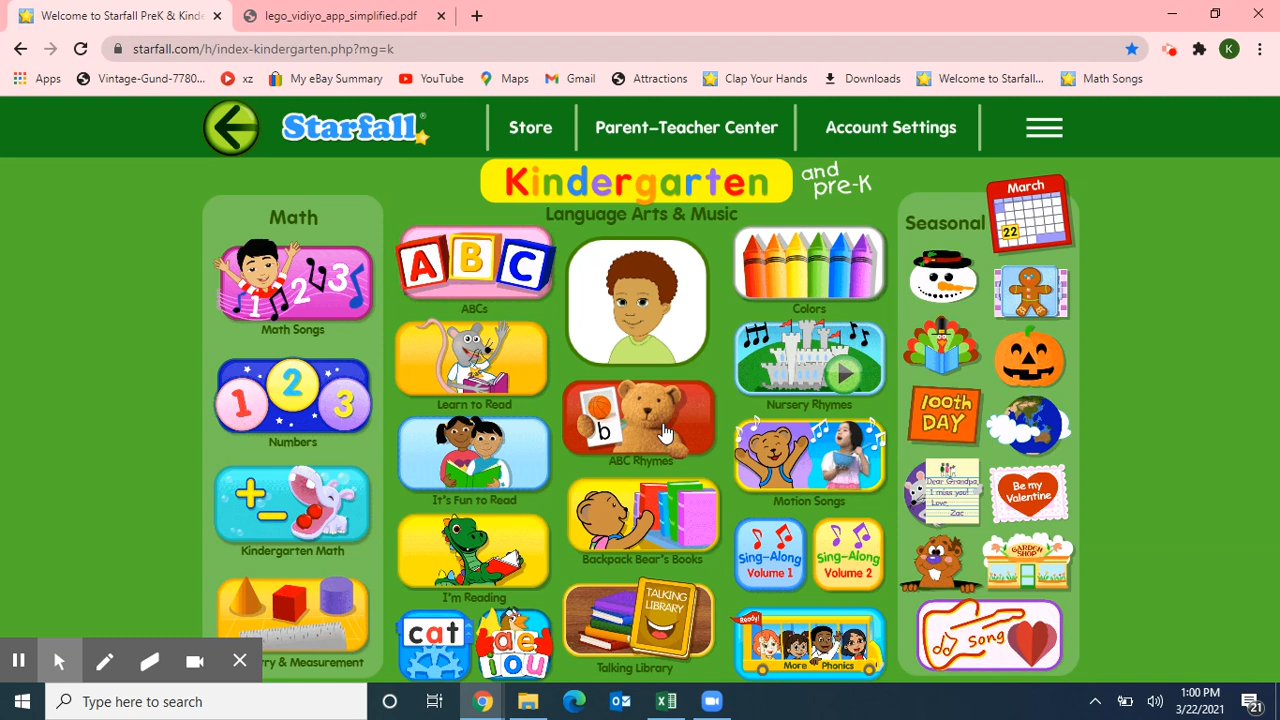 Welcome to Starfall PreK & Kinde
lego_vidiyo_app_simplified.pdf
starfall.com/h/index-kindergarten.php?mg=k
K
Apps
Vintage-Gund-7780...
xz
My eBay Summary
YouTube
Maps
Gmail
Attractions
Clap Your Hands
Downloads
Welcome to Starfall...
Math Songs
Starfall®
Store
Parent-Teacher Center
Account Settings
Kindergarten
and
pre-K
Language Arts & Music
Math
1 2 3
Math Songs
1 2 3
Numbers
+ −
Kindergarten Math
try & Measurement
A B C
ABCs
Learn to Read
It's Fun to Read
I'm Reading
cat
a e
i o u
b
ABC Rhymes
Backpack Bear's Books
TALKING
LIBRARY
Talking Library
Colors
Nursery Rhymes
Motion Songs
Sing-Along
Volume 1
Sing-Along
Volume 2
Ready!
More Phonics
Seasonal
March
22
100th
DAY
Dear Grandpa,
I miss you!
Love,
Zac
Be my
Valentine
GARDEN
SHOP
Song
Type here to search
1:00 PM
3/22/2021
21